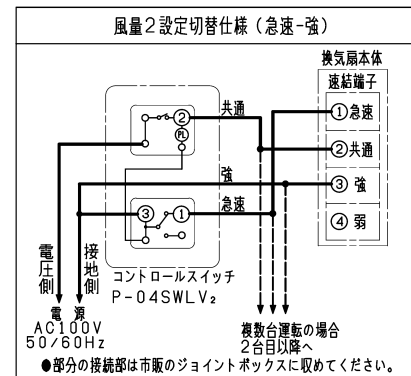 風量2設定切替仕様（急速-強）
換気扇本体
速結端子
①急速
②共通
③強
④弱
共通
②
PL
強
急速
③
①
コントロールスイッチ
P-04SWLV₂
電圧側
接地側
電源
AC100V
50/60Hz
複数台運転の場合
2台目以降へ
●部分の接続部は市販のジョイントボックスに収めてください。